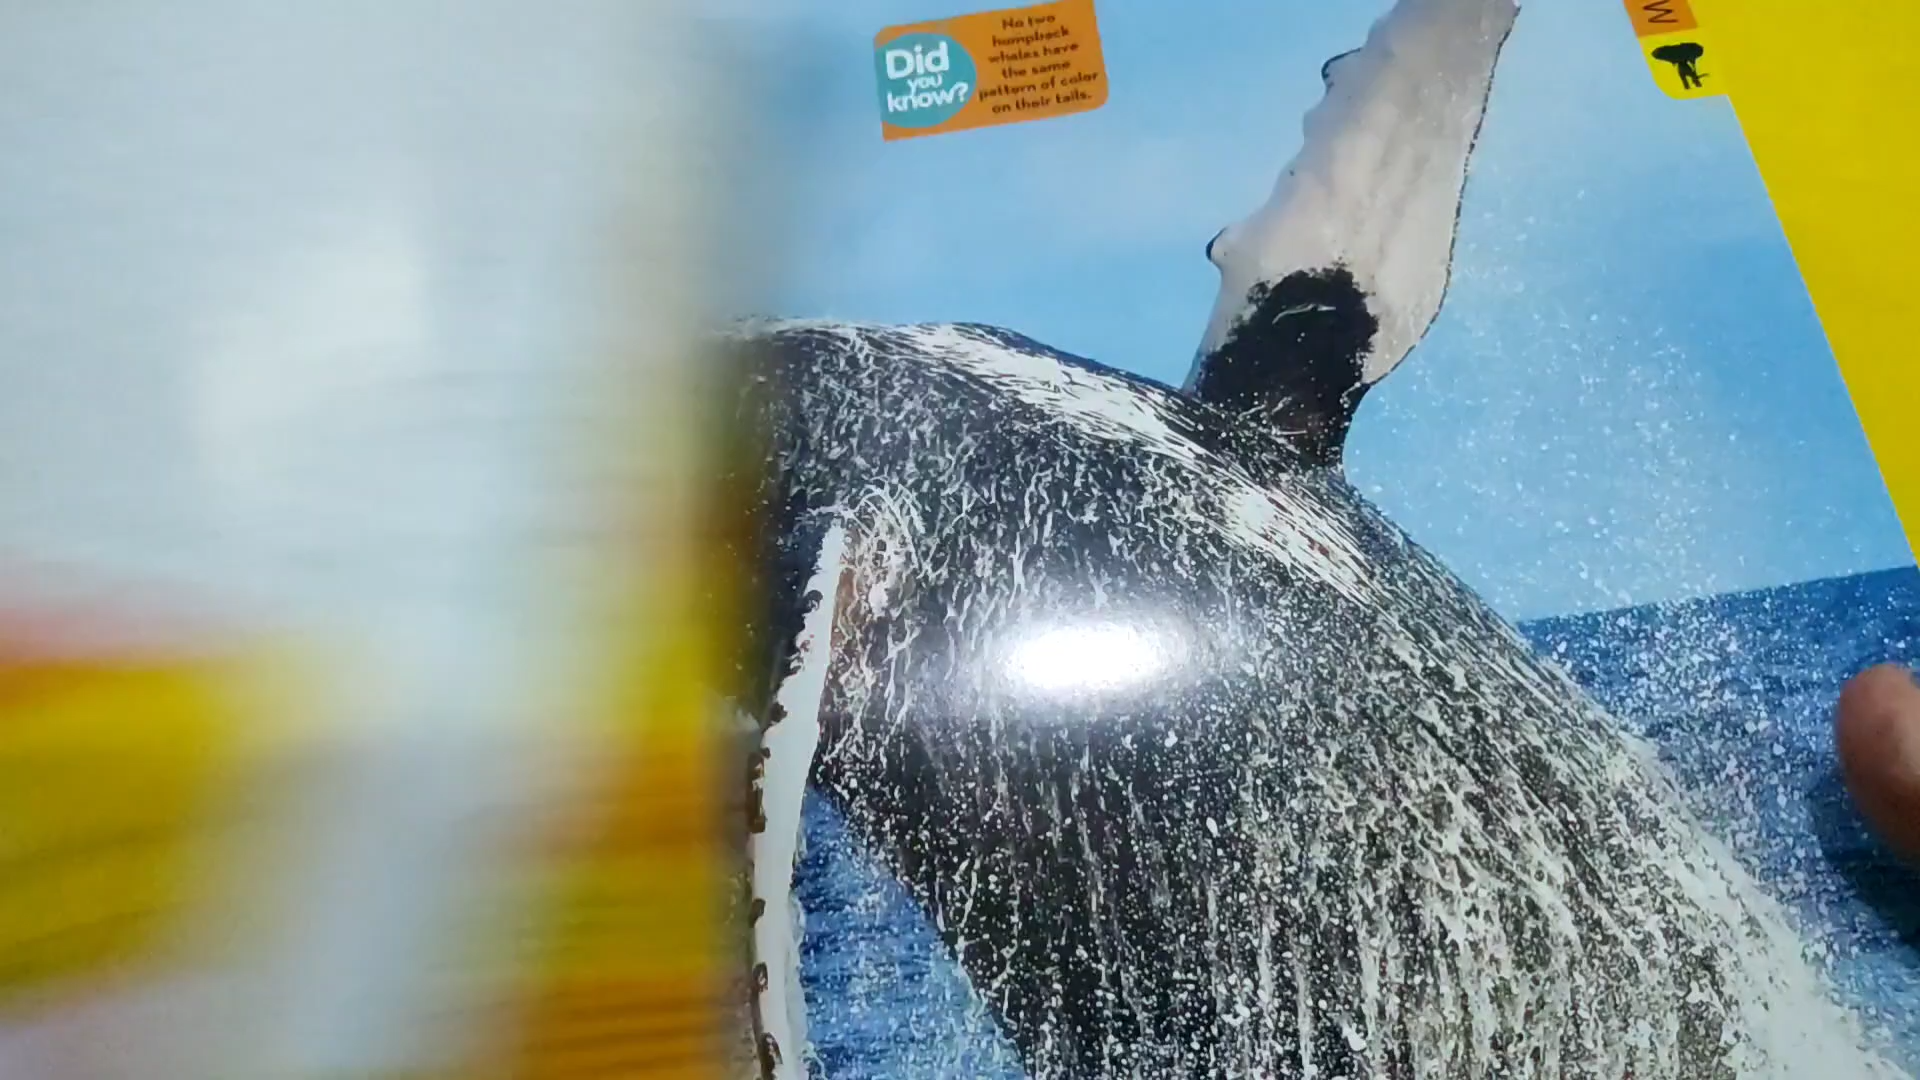 Did
you
know?
No two
humpback
whales have
the same
pattern of color
on their tails.
W